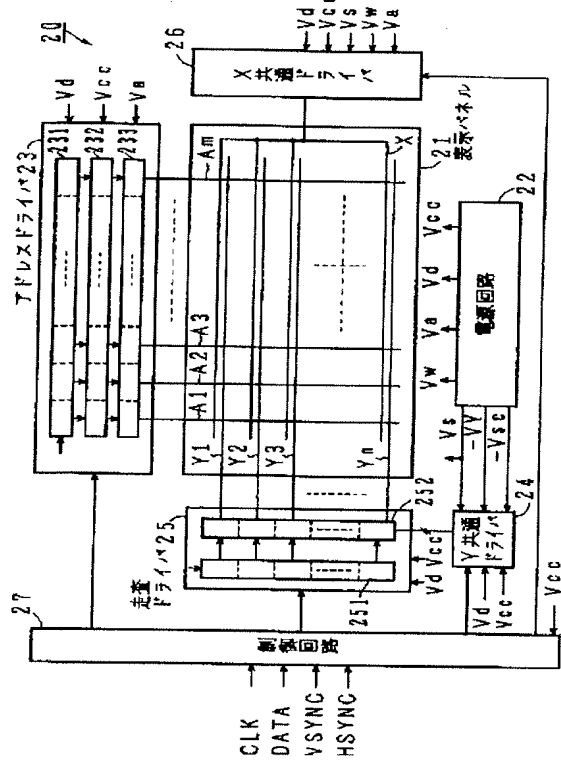 20
アドレスドライバ23
231
232
233
Vd
Vcc
Va
26
X共通ドライバ
Vd
Vcc
Vs
Vw
Va
27
制御回路
CLK
DATA
VSYNC
HSYNC
走査
ドライバ25
251
252
Vd
Vcc
A1
A2
A3
Am
Y1
Y2
Y3
Yn
X
21
表示パネル
Vs
-Vy
-Vsc
24
Y共通
ドライバ
Vd
Vcc
Vw
Va
Vd
Vcc
22
電源回路
Vcc